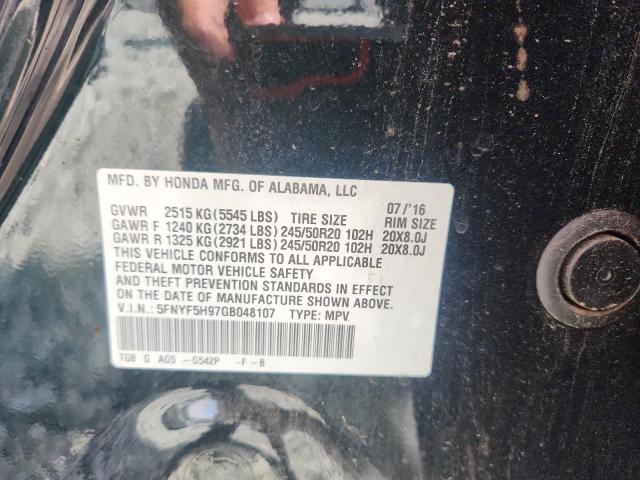 MFD. BY HONDA MFG. OF ALABAMA, LLC 07/'16
GVWR 2515 KG(5545 LBS) TIRE SIZE RIM SIZE
GAWR F 1240 KG(2734 LBS)245/50R20 102H 20X8.0J
GAWR R 1325 KG(2921 LBS)245/50R20 102H 20X8.0J
THIS VEHICLE CONFORMS TO ALL APPLICABLE
FEDERAL MOTOR VEHICLE SAFETY
AND THEFT PREVENTION STANDARDS IN EFFECT
ON THE DATE OF MANUFACTURE SHOWN ABOVE.
V.I.N.: 5FNYF5H97GB048107 TYPE: MPV
TG8 G AG5 -G542P -F-B